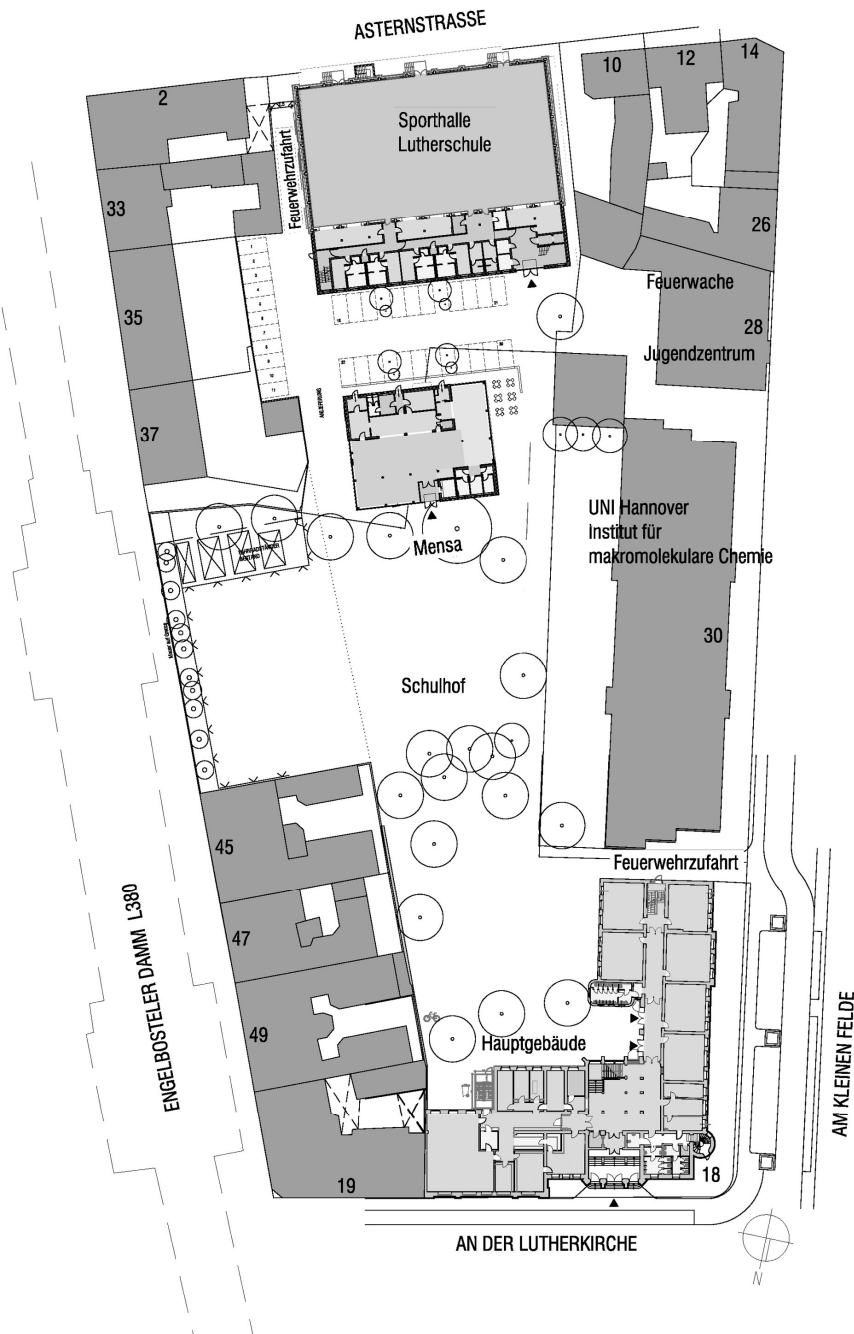 ASTERNSTRASSE
2
10
12
14
Sporthalle
Lutherschule
Feuerwehrzufahrt
33
26
Feuerwache
28
35
Jugendzentrum
37
ANLIEFERUNG
UNI Hannover
Institut für
makromolekulare Chemie
Mensa
30
Schulhof
45
Feuerwehrzufahrt
47
ENGELBOSTELER DAMM L380
49
Hauptgebäude
AM KLEINEN FELDE
19
18
AN DER LUTHERKIRCHE
N